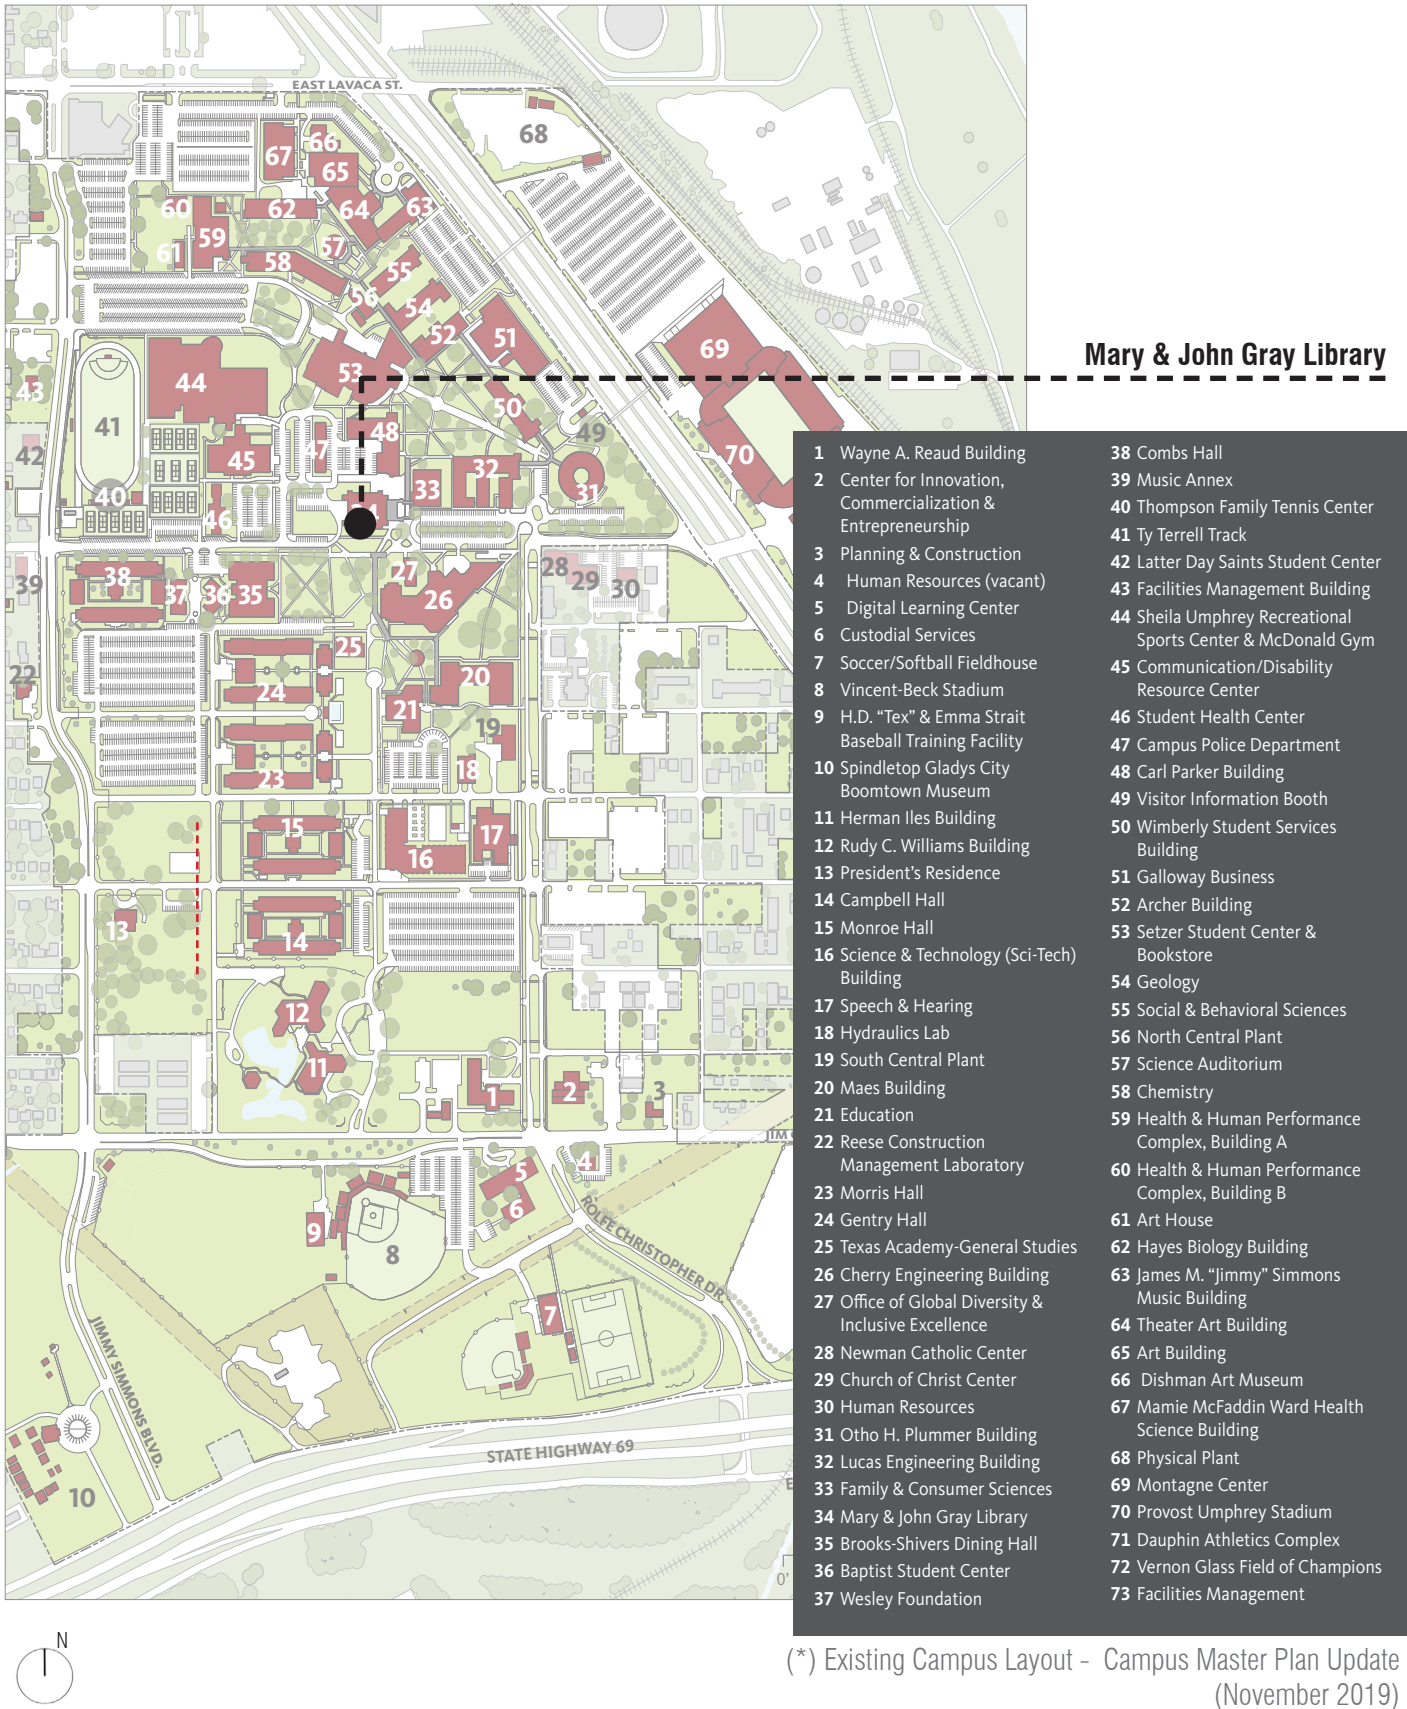 EAST LAVACA ST.
68
67
66
65
60
62
64
63
59
61
57
58
55
56
54
52
51
69
Mary & John Gray Library
53
44
43
50
41
48
49
47
42
45
32
70
33
31
40
46
28
27
29
38
39
37
36
35
26
30
25
22
24
20
21
19
18
23
15
17
16
13
14
12
11
1
2
3
JIM
4
5
6
ROLFE CHRISTOPHER DR.
9
8
7
JIMMY SIMMONS BLVD.
STATE HIGHWAY 69
10
0'
N
1 Wayne A. Reaud Building
2 Center for Innovation,
Commercialization &
Entrepreneurship
3 Planning & Construction
4 Human Resources (vacant)
5 Digital Learning Center
6 Custodial Services
7 Soccer/Softball Fieldhouse
8 Vincent-Beck Stadium
9 H.D. “Tex” & Emma Strait
Baseball Training Facility
10 Spindletop Gladys City
Boomtown Museum
11 Herman Iles Building
12 Rudy C. Williams Building
13 President’s Residence
14 Campbell Hall
15 Monroe Hall
16 Science & Technology (Sci-Tech)
Building
17 Speech & Hearing
18 Hydraulics Lab
19 South Central Plant
20 Maes Building
21 Education
22 Reese Construction
Management Laboratory
23 Morris Hall
24 Gentry Hall
25 Texas Academy-General Studies
26 Cherry Engineering Building
27 Office of Global Diversity &
Inclusive Excellence
28 Newman Catholic Center
29 Church of Christ Center
30 Human Resources
31 Otho H. Plummer Building
32 Lucas Engineering Building
33 Family & Consumer Sciences
34 Mary & John Gray Library
35 Brooks-Shivers Dining Hall
36 Baptist Student Center
37 Wesley Foundation
38 Combs Hall
39 Music Annex
40 Thompson Family Tennis Center
41 Ty Terrell Track
42 Latter Day Saints Student Center
43 Facilities Management Building
44 Sheila Umphrey Recreational
Sports Center & McDonald Gym
45 Communication/Disability
Resource Center
46 Student Health Center
47 Campus Police Department
48 Carl Parker Building
49 Visitor Information Booth
50 Wimberly Student Services
Building
51 Galloway Business
52 Archer Building
53 Setzer Student Center &
Bookstore
54 Geology
55 Social & Behavioral Sciences
56 North Central Plant
57 Science Auditorium
58 Chemistry
59 Health & Human Performance
Complex, Building A
60 Health & Human Performance
Complex, Building B
61 Art House
62 Hayes Biology Building
63 James M. “Jimmy” Simmons
Music Building
64 Theater Art Building
65 Art Building
66 Dishman Art Museum
67 Mamie McFaddin Ward Health
Science Building
68 Physical Plant
69 Montagne Center
70 Provost Umphrey Stadium
71 Dauphin Athletics Complex
72 Vernon Glass Field of Champions
73 Facilities Management
(*) Existing Campus Layout - Campus Master Plan Update
(November 2019)